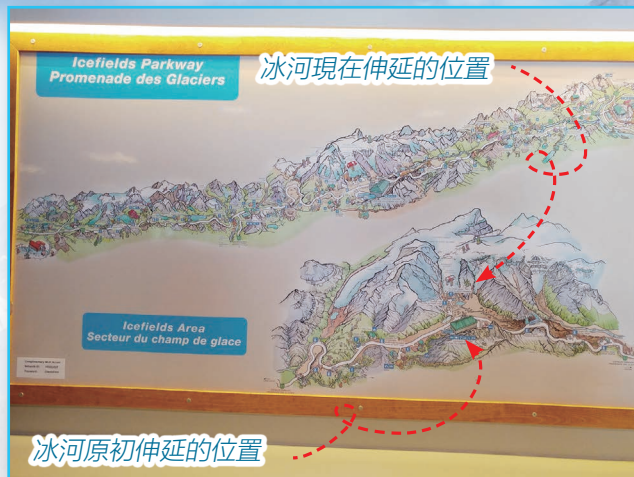 Icefields Parkway
Promenade des Glaciers
冰河現在伸延的位置
Icefields Area
Secteur du champ de glace
冰河原初伸延的位置